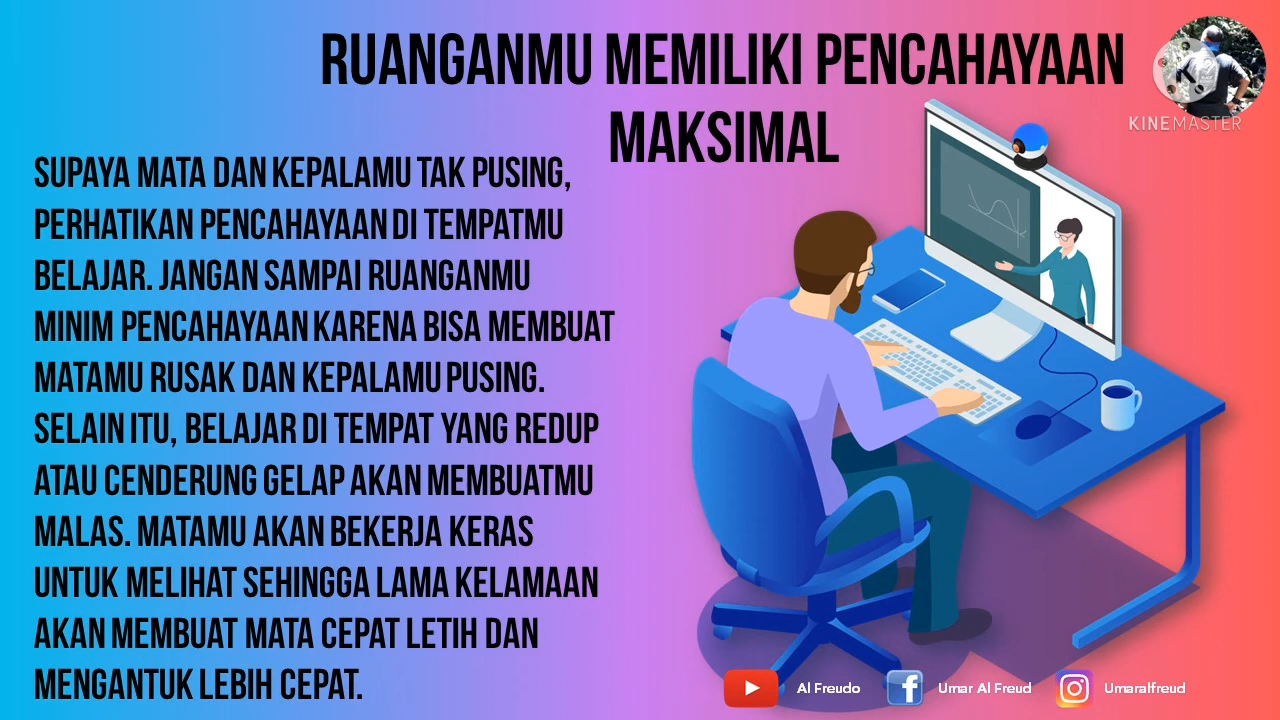 RUANGANMU MEMILIKI PENCAHAYAAN
MAKSIMAL
KINEMASTER
SUPAYA MATA DAN KEPALAMU TAK PUSING,
PERHATIKAN PENCAHAYAAN DI TEMPATMU
BELAJAR. JANGAN SAMPAI RUANGANMU
MINIM PENCAHAYAAN KARENA BISA MEMBUAT
MATAMU RUSAK DAN KEPALAMU PUSING.
SELAIN ITU, BELAJAR DI TEMPAT YANG REDUP
ATAU CENDERUNG GELAP AKAN MEMBUATMU
MALAS. MATAMU AKAN BEKERJA KERAS
UNTUK MELIHAT SEHINGGA LAMA KELAMAAN
AKAN MEMBUAT MATA CEPAT LETIH DAN
MENGANTUK LEBIH CEPAT.
Al Freudo Umar Al Freud Umaralfreud